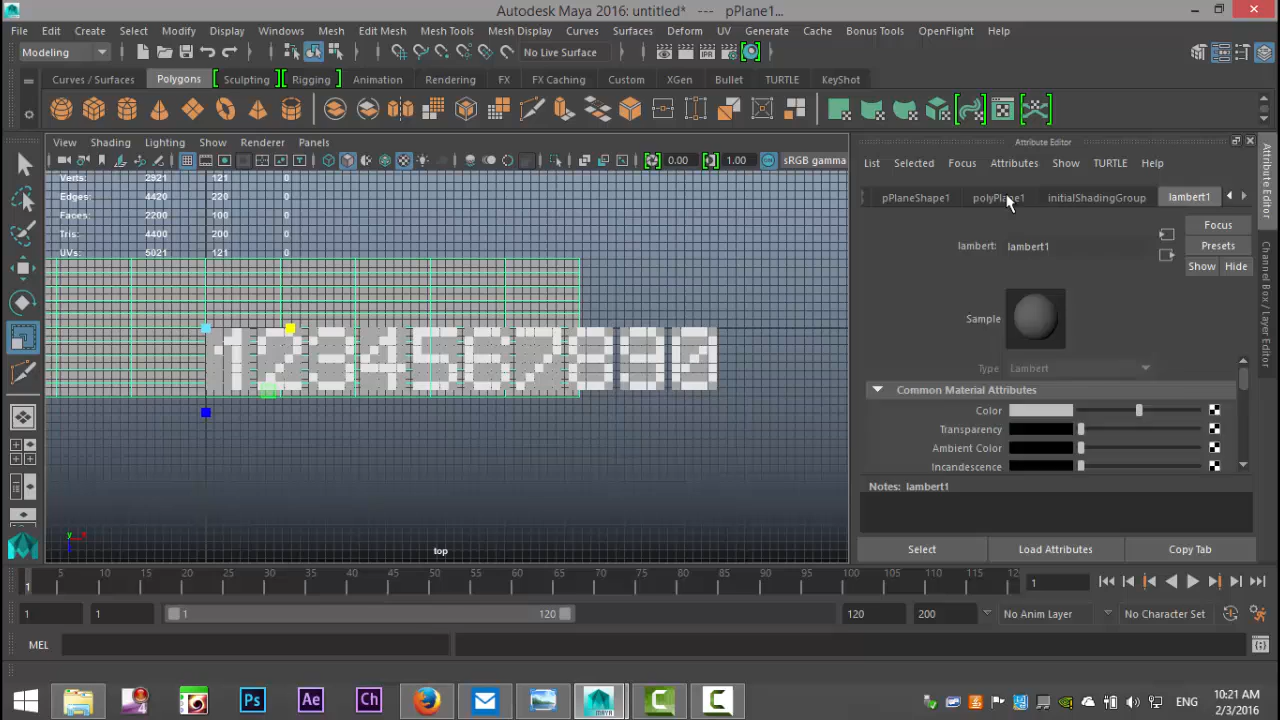 Autodesk Maya 2016: untitled* --- pPlane1...
File Edit Create Select Modify Display Windows Mesh Edit Mesh Mesh Tools Mesh Display Curves Surfaces Deform UV Generate Cache Bonus Tools OpenFlight Help
Modeling No Live Surface
Curves / Surfaces Polygons Sculpting Rigging Animation Rendering FX FX Caching Custom XGen Bullet TURTLE KeyShot
View Shading Lighting Show Renderer Panels
Attribute Editor
0.00 1.00 sRGB gamma
List Selected Focus Attributes Show TURTLE Help
Verts: 2921 121 0
Edges: 4420 220 0
Faces: 2200 100 0
Tris: 4400 200 0
UVs: 5021 121 0
pPlaneShape1 polyPlane1 initialShadingGroup lambert1
Focus
lambert: lambert1
Presets
Show Hide
Sample
1234567890
Type Lambert
Common Material Attributes
Color
Transparency
Ambient Color
Incandescence
Notes: lambert1
top
y x
Select Load Attributes Copy Tab
Attribute Editor
Channel Box / Layer Editor
1 5 10 15 20 25 30 35 40 45 50 55 60 65 70 75 80 85 90 95 100 105 110 115 12 1
1 1 1 120 120 200 No Anim Layer No Character Set
MEL
Ps Ae Ch MAYA C C
ENG
10:21 AM
2/3/2016